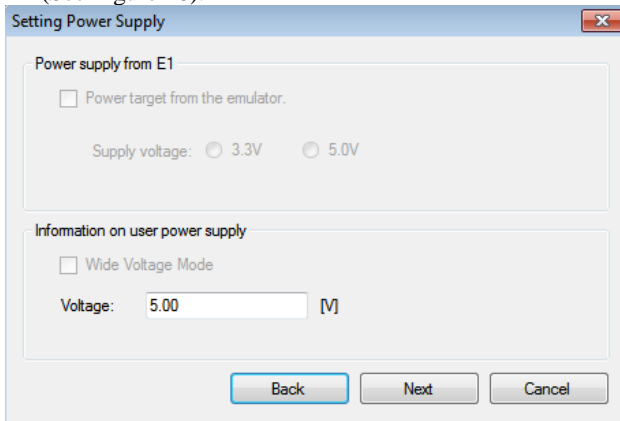 Setting Power Supply
Power supply from E1
Power target from the emulator.
Supply voltage: 3.3V 5.0V
Information on user power supply
Wide Voltage Mode
Voltage: 5.00 [V]
Back Next Cancel